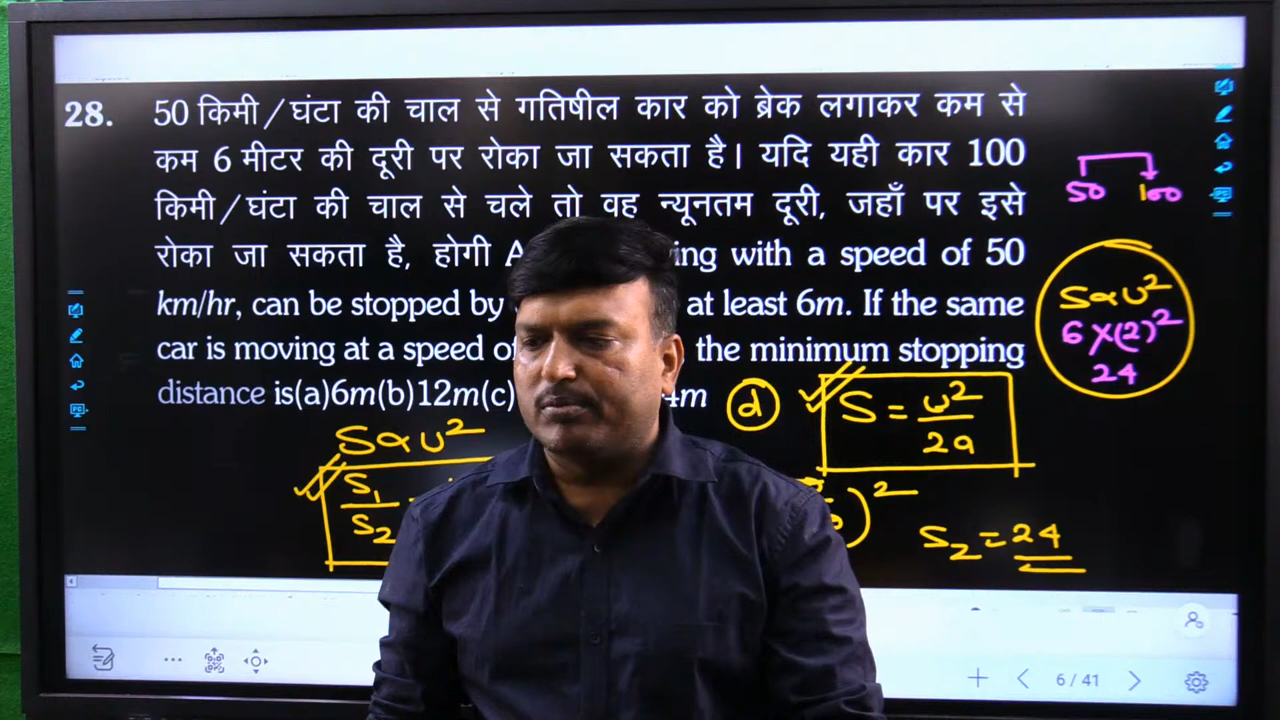 28. 50 किमी/घंटा की चाल से गतिषील कार को ब्रेक लगाकर कम से
कम 6 मीटर की दूरी पर रोका जा सकता है। यदि यही कार 100
किमी/घंटा की चाल से चले तो वह न्यूनतम दूरी, जहाँ पर इसे
रोका जा सकता है, होगी A ing with a speed of 50
km/hr, can be stopped by at least 6m. If the same
car is moving at a speed of the minimum stopping
distance is(a)6m(b)12m(c) 4m
50 100
S∝u²
6×(2)²
24
d
S = u²/2a
S∝u²
S₁/S₂ =
)²
S₂ = 24
6 / 41